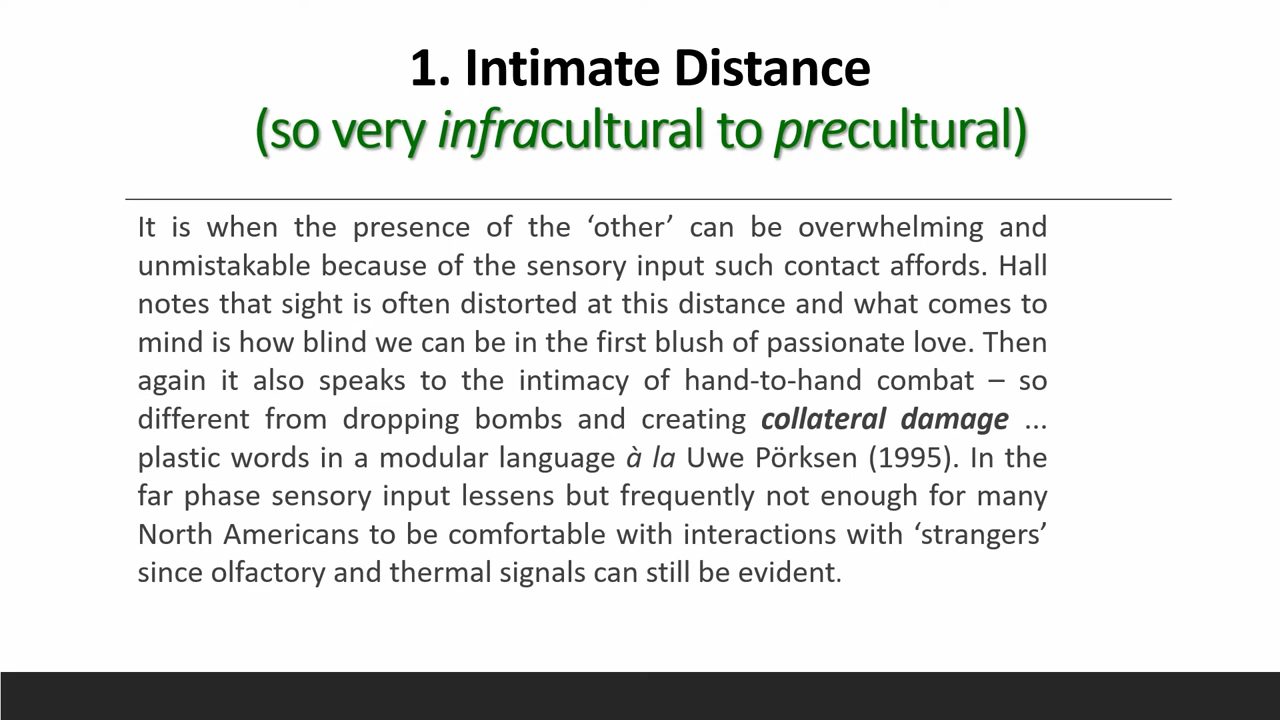 1. Intimate Distance
(so very infracultural to precultural)
It is when the presence of the ‘other’ can be overwhelming and
unmistakable because of the sensory input such contact affords. Hall
notes that sight is often distorted at this distance and what comes to
mind is how blind we can be in the first blush of passionate love. Then
again it also speaks to the intimacy of hand-to-hand combat – so
different from dropping bombs and creating collateral damage ...
plastic words in a modular language à la Uwe Pörksen (1995). In the
far phase sensory input lessens but frequently not enough for many
North Americans to be comfortable with interactions with ‘strangers’
since olfactory and thermal signals can still be evident.